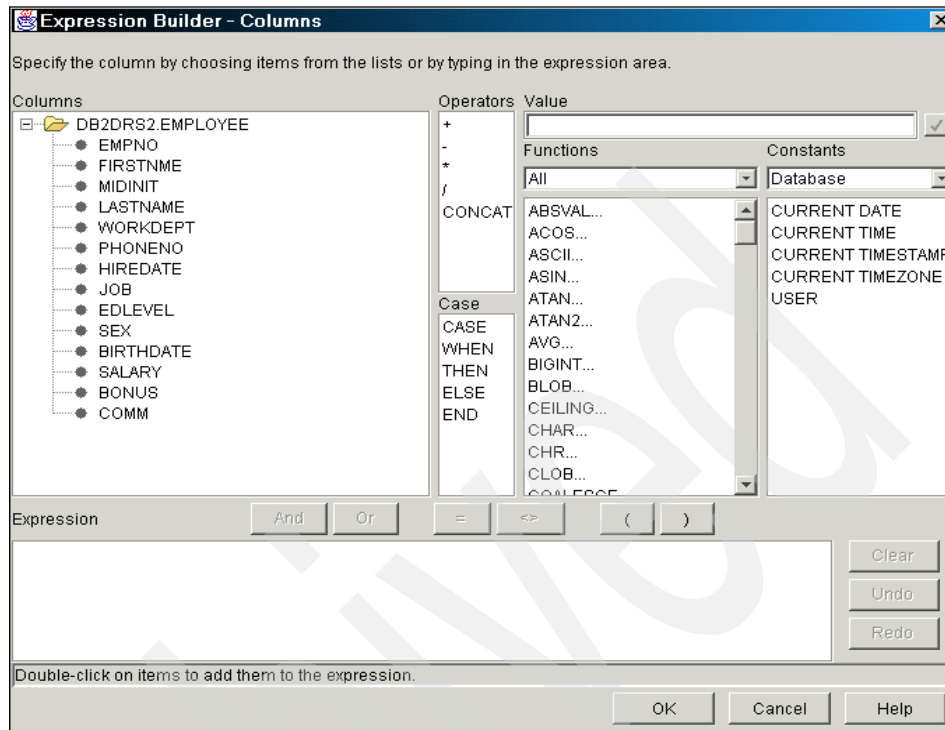 Expression Builder - Columns
Specify the column by choosing items from the lists or by typing in the expression area.
Columns
DB2DRS2.EMPLOYEE
EMPNO
FIRSTNME
MIDINIT
LASTNAME
WORKDEPT
PHONENO
HIREDATE
JOB
EDLEVEL
SEX
BIRTHDATE
SALARY
BONUS
COMM
Operators
+
-
*
/
CONCAT
Case
CASE
WHEN
THEN
ELSE
END
Value
Functions
All
ABSVAL...
ACOS...
ASCII...
ASIN...
ATAN...
ATAN2...
AVG...
BIGINT...
BLOB...
CEILING...
CHAR...
CHR...
CLOB...
Constants
Database
CURRENT DATE
CURRENT TIME
CURRENT TIMESTAMP
CURRENT TIMEZONE
USER
Expression And Or = <> ( )
Clear
Undo
Redo
Double-click on items to add them to the expression.
OK Cancel Help